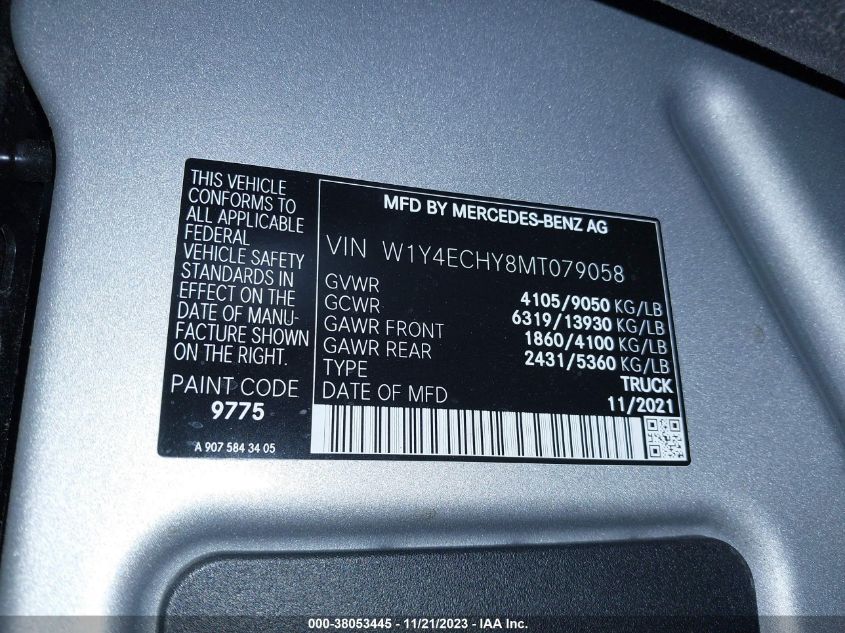 THIS VEHICLE
CONFORMS TO
ALL APPLICABLE
FEDERAL
VEHICLE SAFETY
STANDARDS IN
EFFECT ON THE
DATE OF MANU-
FACTURE SHOWN
ON THE RIGHT.
PAINT CODE
9775
A 907 584 34 05
MFD BY MERCEDES-BENZ AG
VIN W1Y4ECHY8MT079058
GVWR 4105/9050 KG/LB
GCWR 6319/13930 KG/LB
GAWR FRONT 1860/4100 KG/LB
GAWR REAR 2431/5360 KG/LB
TYPE TRUCK
DATE OF MFD 11/2021
000-38053445 - 11/21/2023 - IAA Inc.